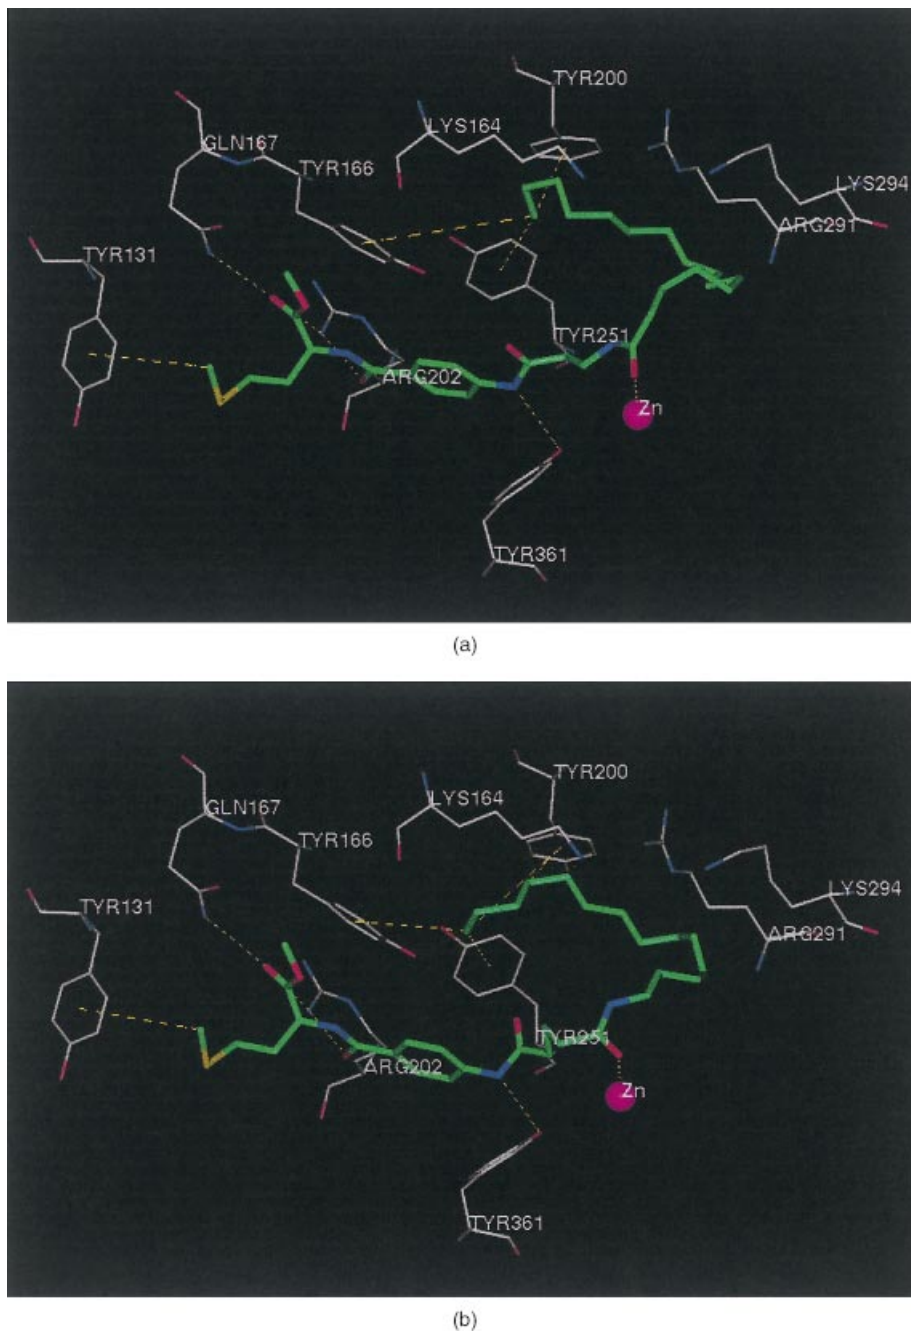 TYR200
LYS164
GLN167
TYR166
LYS294
ARG291
TYR131
TYR251
ARG202
Zn
TYR361
(a)
TYR200
LYS164
GLN167
TYR166
LYS294
TYR131
ARG291
TYR251
ARG202
Zn
TYR361
(b)